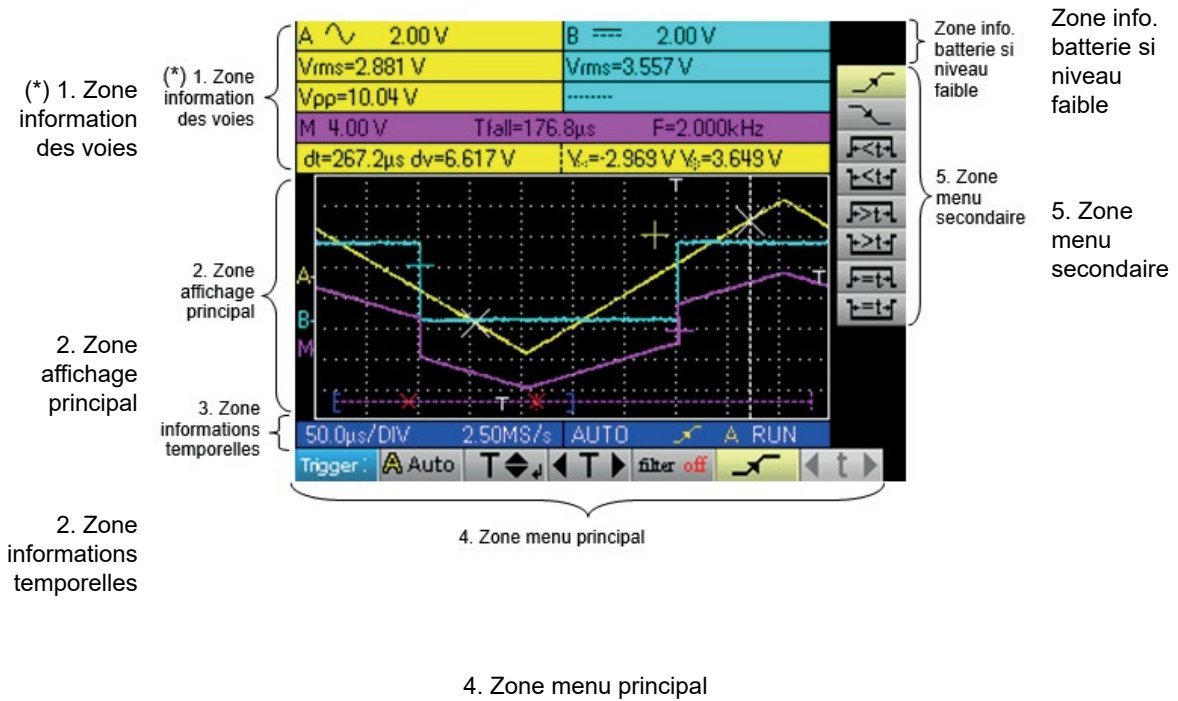 (*) 1. Zone
information
des voies
(*) 1. Zone
information
des voies
A 2.00 V
B 2.00 V
Vrms=2.881 V
Vrms=3.557 V
Vpp=10.04 V
--------
M 4.00 V Tfall=176.8µs F=2.000kHz
dt=267.2µs dv=6.617 V
=-2.969 V =3.649 V
Zone info.
batterie si
niveau
faible
Zone info.
batterie si
niveau
faible
<t
<t
>t
>t
=t
=t
5. Zone
menu
secondaire
5. Zone
menu
secondaire
2. Zone
affichage
principal
2. Zone
affichage
principal
T
A
B
M
T
T
3. Zone
informations
temporelles
50.0µs/DIV 2.50MS/s AUTO A RUN
Trigger : A Auto T T filter off t
4. Zone menu principal
2. Zone
informations
temporelles
4. Zone menu principal